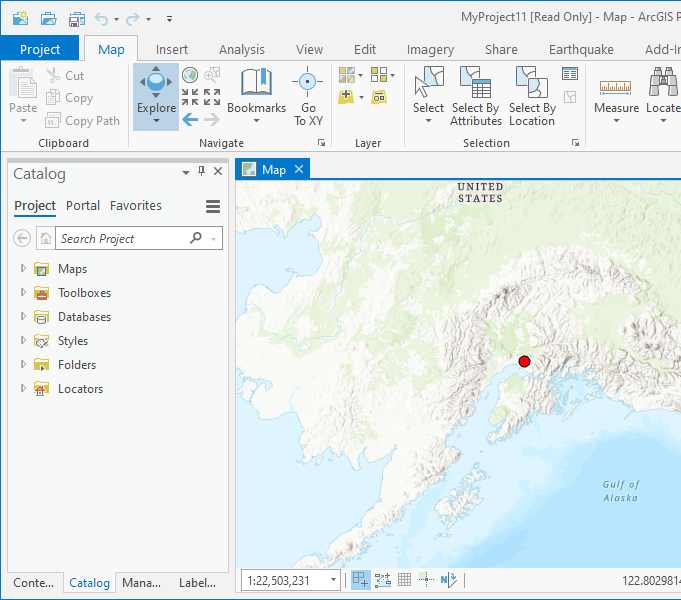 MyProject11 [Read Only] - Map - ArcGIS P
Project Map Insert Analysis View Edit Imagery Share Earthquake Add-In
Paste Cut Copy Copy Path
Explore Bookmarks Go To XY
Select Select By Attributes Select By Location
Measure Locate
Clipboard Navigate Layer Selection
Catalog
Map
Project Portal Favorites
Search Project
Maps
Toolboxes
Databases
Styles
Folders
Locators
UNITED
STATES
Gulf of
Alaska
Conte... Catalog Mana... Label...
1:22,503,231
122.8029814